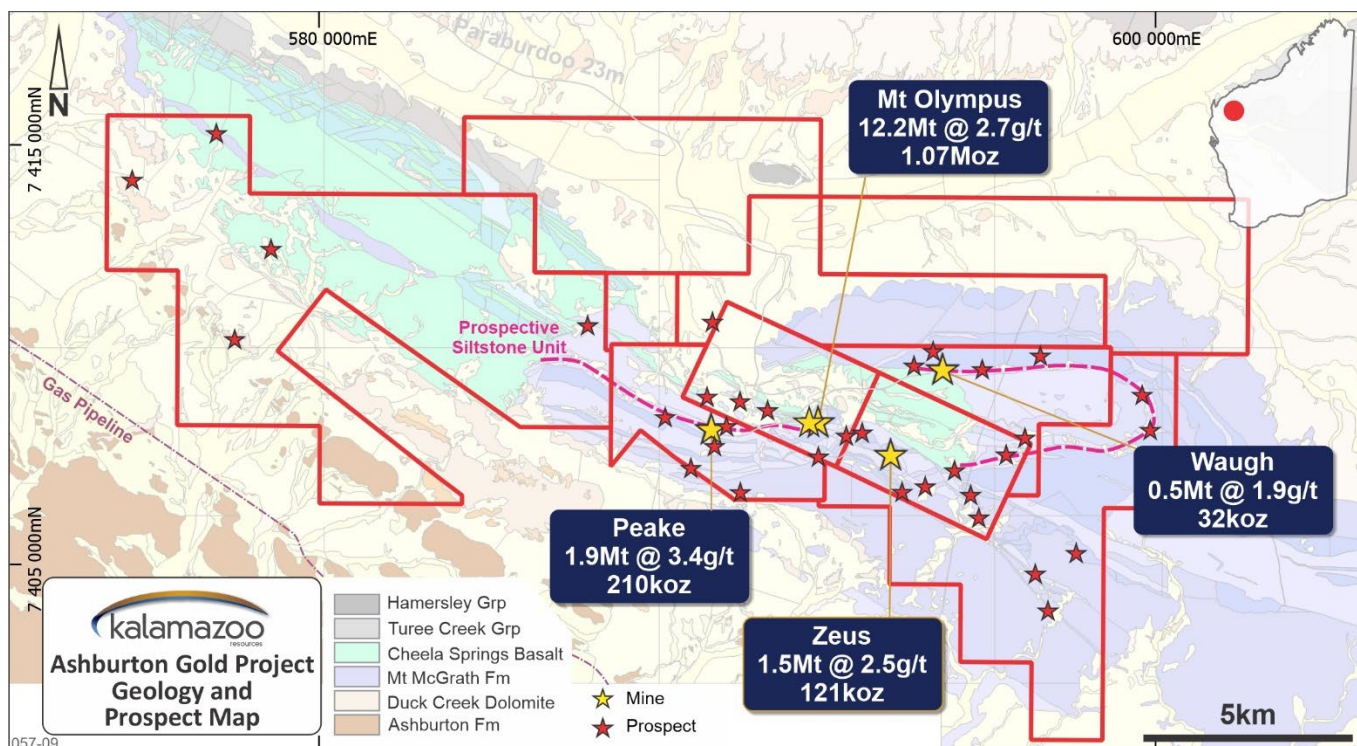 580 000mE
600 000mE
Paraburdoo 23m
N
7 415 000mN
7 405 000mN
Mt Olympus
12.2Mt @ 2.7g/t
1.07Moz
Prospective
Siltstone Unit
Gas Pipeline
Waugh
0.5Mt @ 1.9g/t
32koz
Peake
1.9Mt @ 3.4g/t
210koz
Zeus
1.5Mt @ 2.5g/t
121koz
kalamazoo
resources
Ashburton Gold Project
Geology and
Prospect Map
Hamersley Grp
Turee Creek Grp
Cheela Springs Basalt
Mt McGrath Fm
Duck Creek Dolomite
Ashburton Fm
Mine
Prospect
5km
057-09